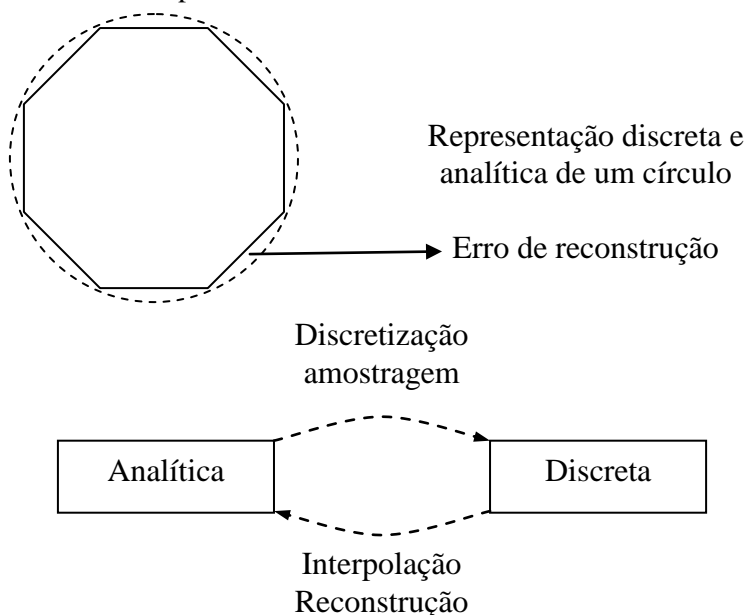 Representação discreta e
analítica de um círculo
Erro de reconstrução
Discretização
amostragem
Analítica
Discreta
Interpolação
Reconstrução